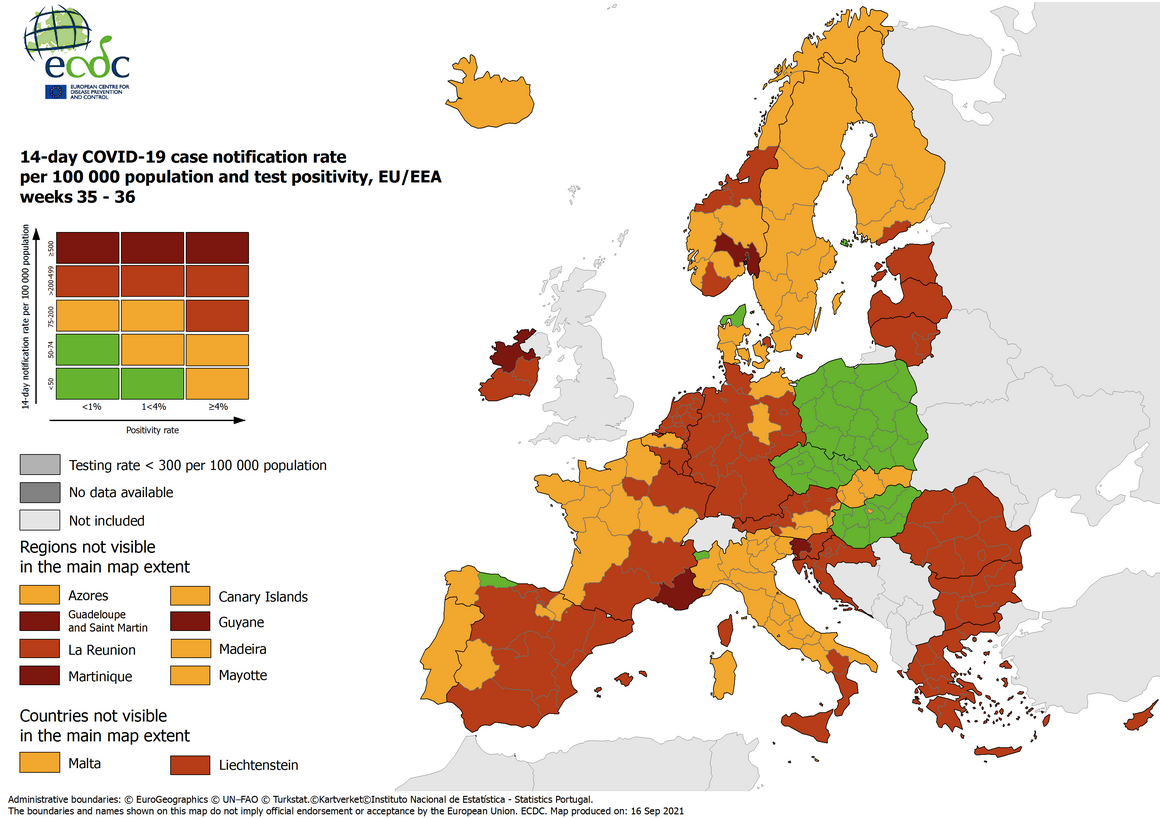 ecdc
EUROPEAN CENTRE FOR
DISEASE PREVENTION
AND CONTROL
14-day COVID-19 case notification rate
per 100 000 population and test positivity, EU/EEA
weeks 35 - 36
14-day notification rate per 100 000 population
≥500
>200-499
75-200
50-74
<50
<1%
1<4%
≥4%
Positivity rate
Testing rate < 300 per 100 000 population
No data available
Not included
Regions not visible
in the main map extent
Azores
Canary Islands
Guadeloupe
and Saint Martin
Guyane
La Reunion
Madeira
Martinique
Mayotte
Countries not visible
in the main map extent
Malta
Liechtenstein
Administrative boundaries: © EuroGeographics © UN–FAO © Turkstat.©Kartverket©Instituto Nacional de Estatística - Statistics Portugal.
The boundaries and names shown on this map do not imply official endorsement or acceptance by the European Union. ECDC. Map produced on: 16 Sep 2021